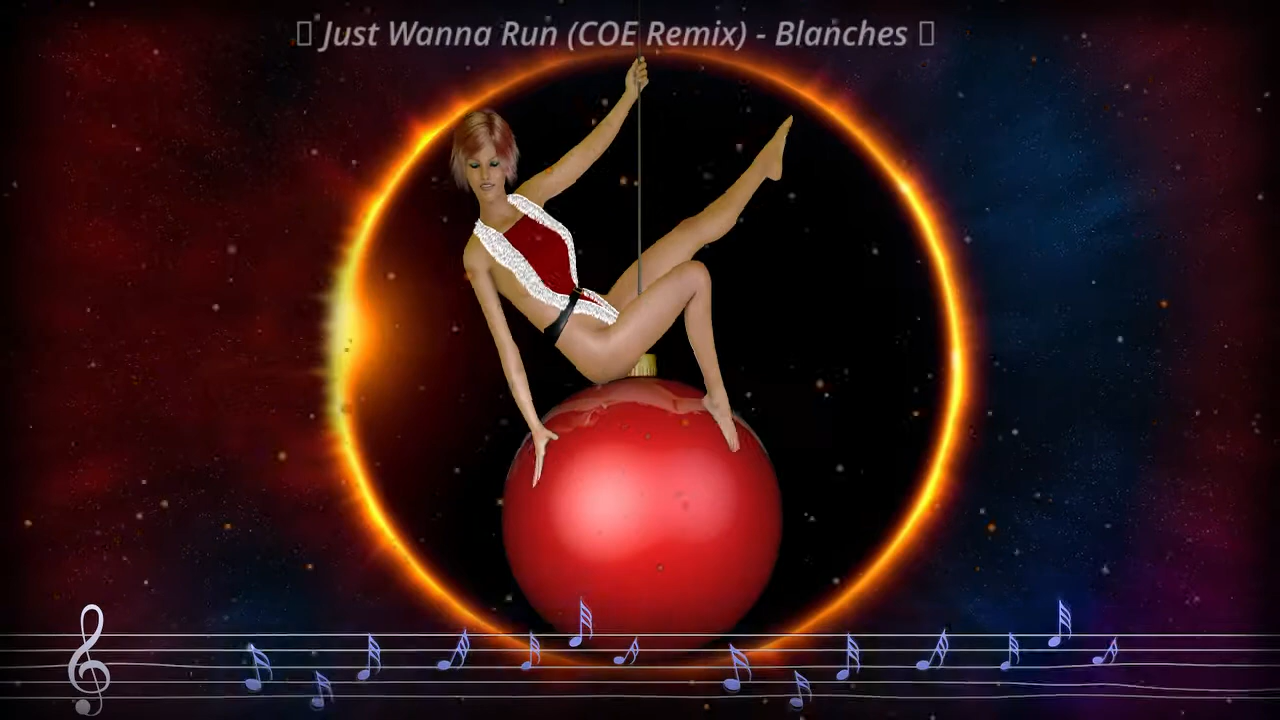 ▯ Just Wanna Run (COE Remix) - Blanches ▯